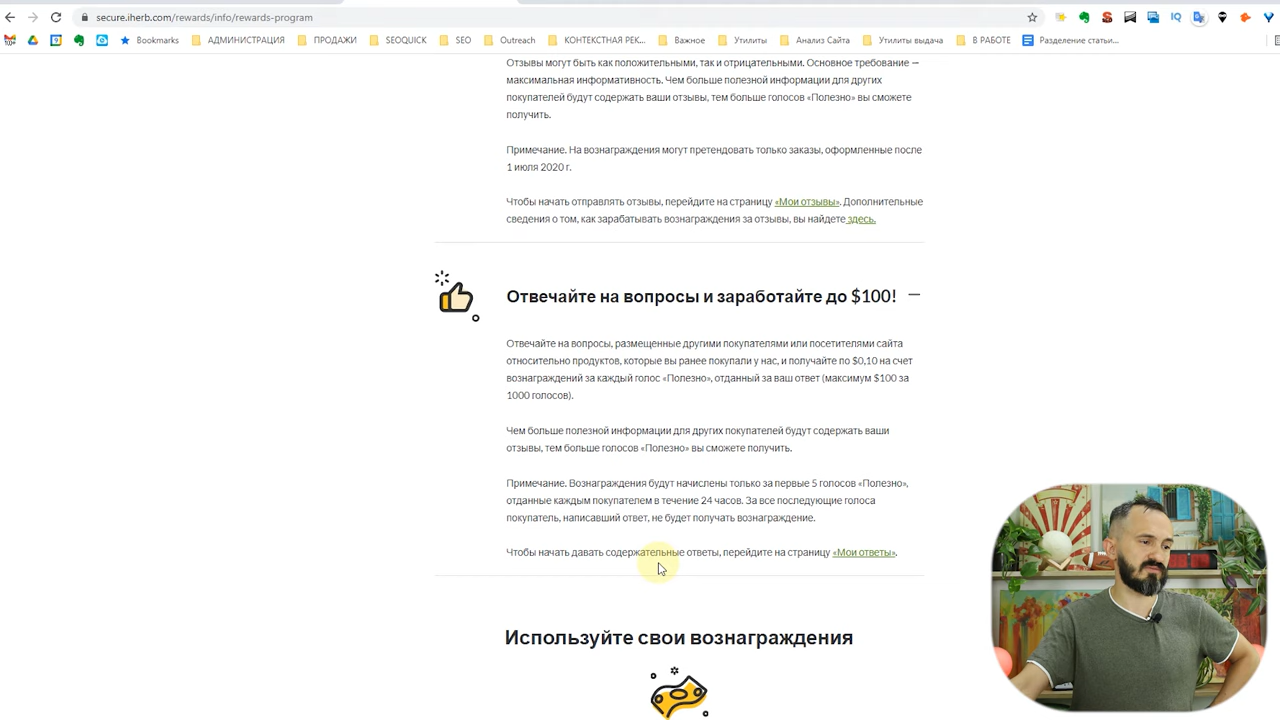 secure.iherb.com/rewards/info/rewards-program
Bookmarks АДМИНИСТРАЦИЯ ПРОДАЖИ SEOQUICK SEO Outreach КОНТЕКСТНАЯ РЕК... Важное Утилиты Анализ Сайта Утилиты выдача В РАБОТЕ Разделение статьи...
Отзывы могут быть как положительными, так и отрицательными. Основное требование —
максимальная информативность. Чем больше полезной информации для других
покупателей будут содержать ваши отзывы, тем больше голосов «Полезно» вы сможете
получить.
Примечание. На вознаграждения могут претендовать только заказы, оформленные после
1 июля 2020 г.
Чтобы начать отправлять отзывы, перейдите на страницу «Мои отзывы». Дополнительные
сведения о том, как зарабатывать вознаграждения за отзывы, вы найдете здесь.
Отвечайте на вопросы и заработайте до $100!
Отвечайте на вопросы, размещенные другими покупателями или посетителями сайта
относительно продуктов, которые вы ранее покупали у нас, и получайте по $0,10 на счет
вознаграждений за каждый голос «Полезно», отданный за ваш ответ (максимум $100 за
1000 голосов).
Чем больше полезной информации для других покупателей будут содержать ваши
отзывы, тем больше голосов «Полезно» вы сможете получить.
Примечание. Вознаграждения будут начислены только за первые 5 голосов «Полезно»,
отданные каждым покупателем в течение 24 часов. За все последующие голоса
покупатель, написавший ответ, не будет получать вознаграждение.
Чтобы начать давать содержательные ответы, перейдите на страницу «Мои ответы».
Используйте свои вознаграждения